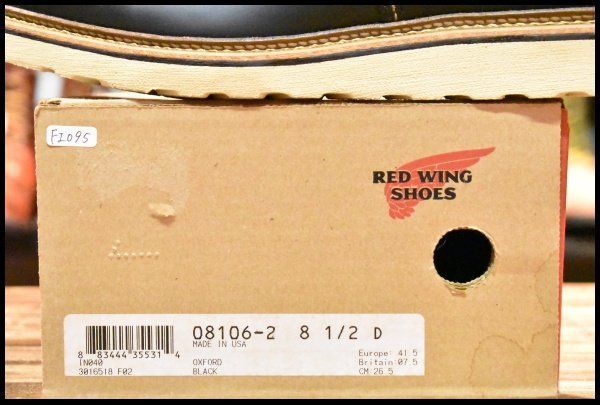 FI095
RED WING
SHOES
08106-2 8 1/2 D
MADE IN USA
8 83444 35531 4
IN040 OXFORD Europe: 41.5
3016518 F02 BLACK Britain 07.5
CM 26.5